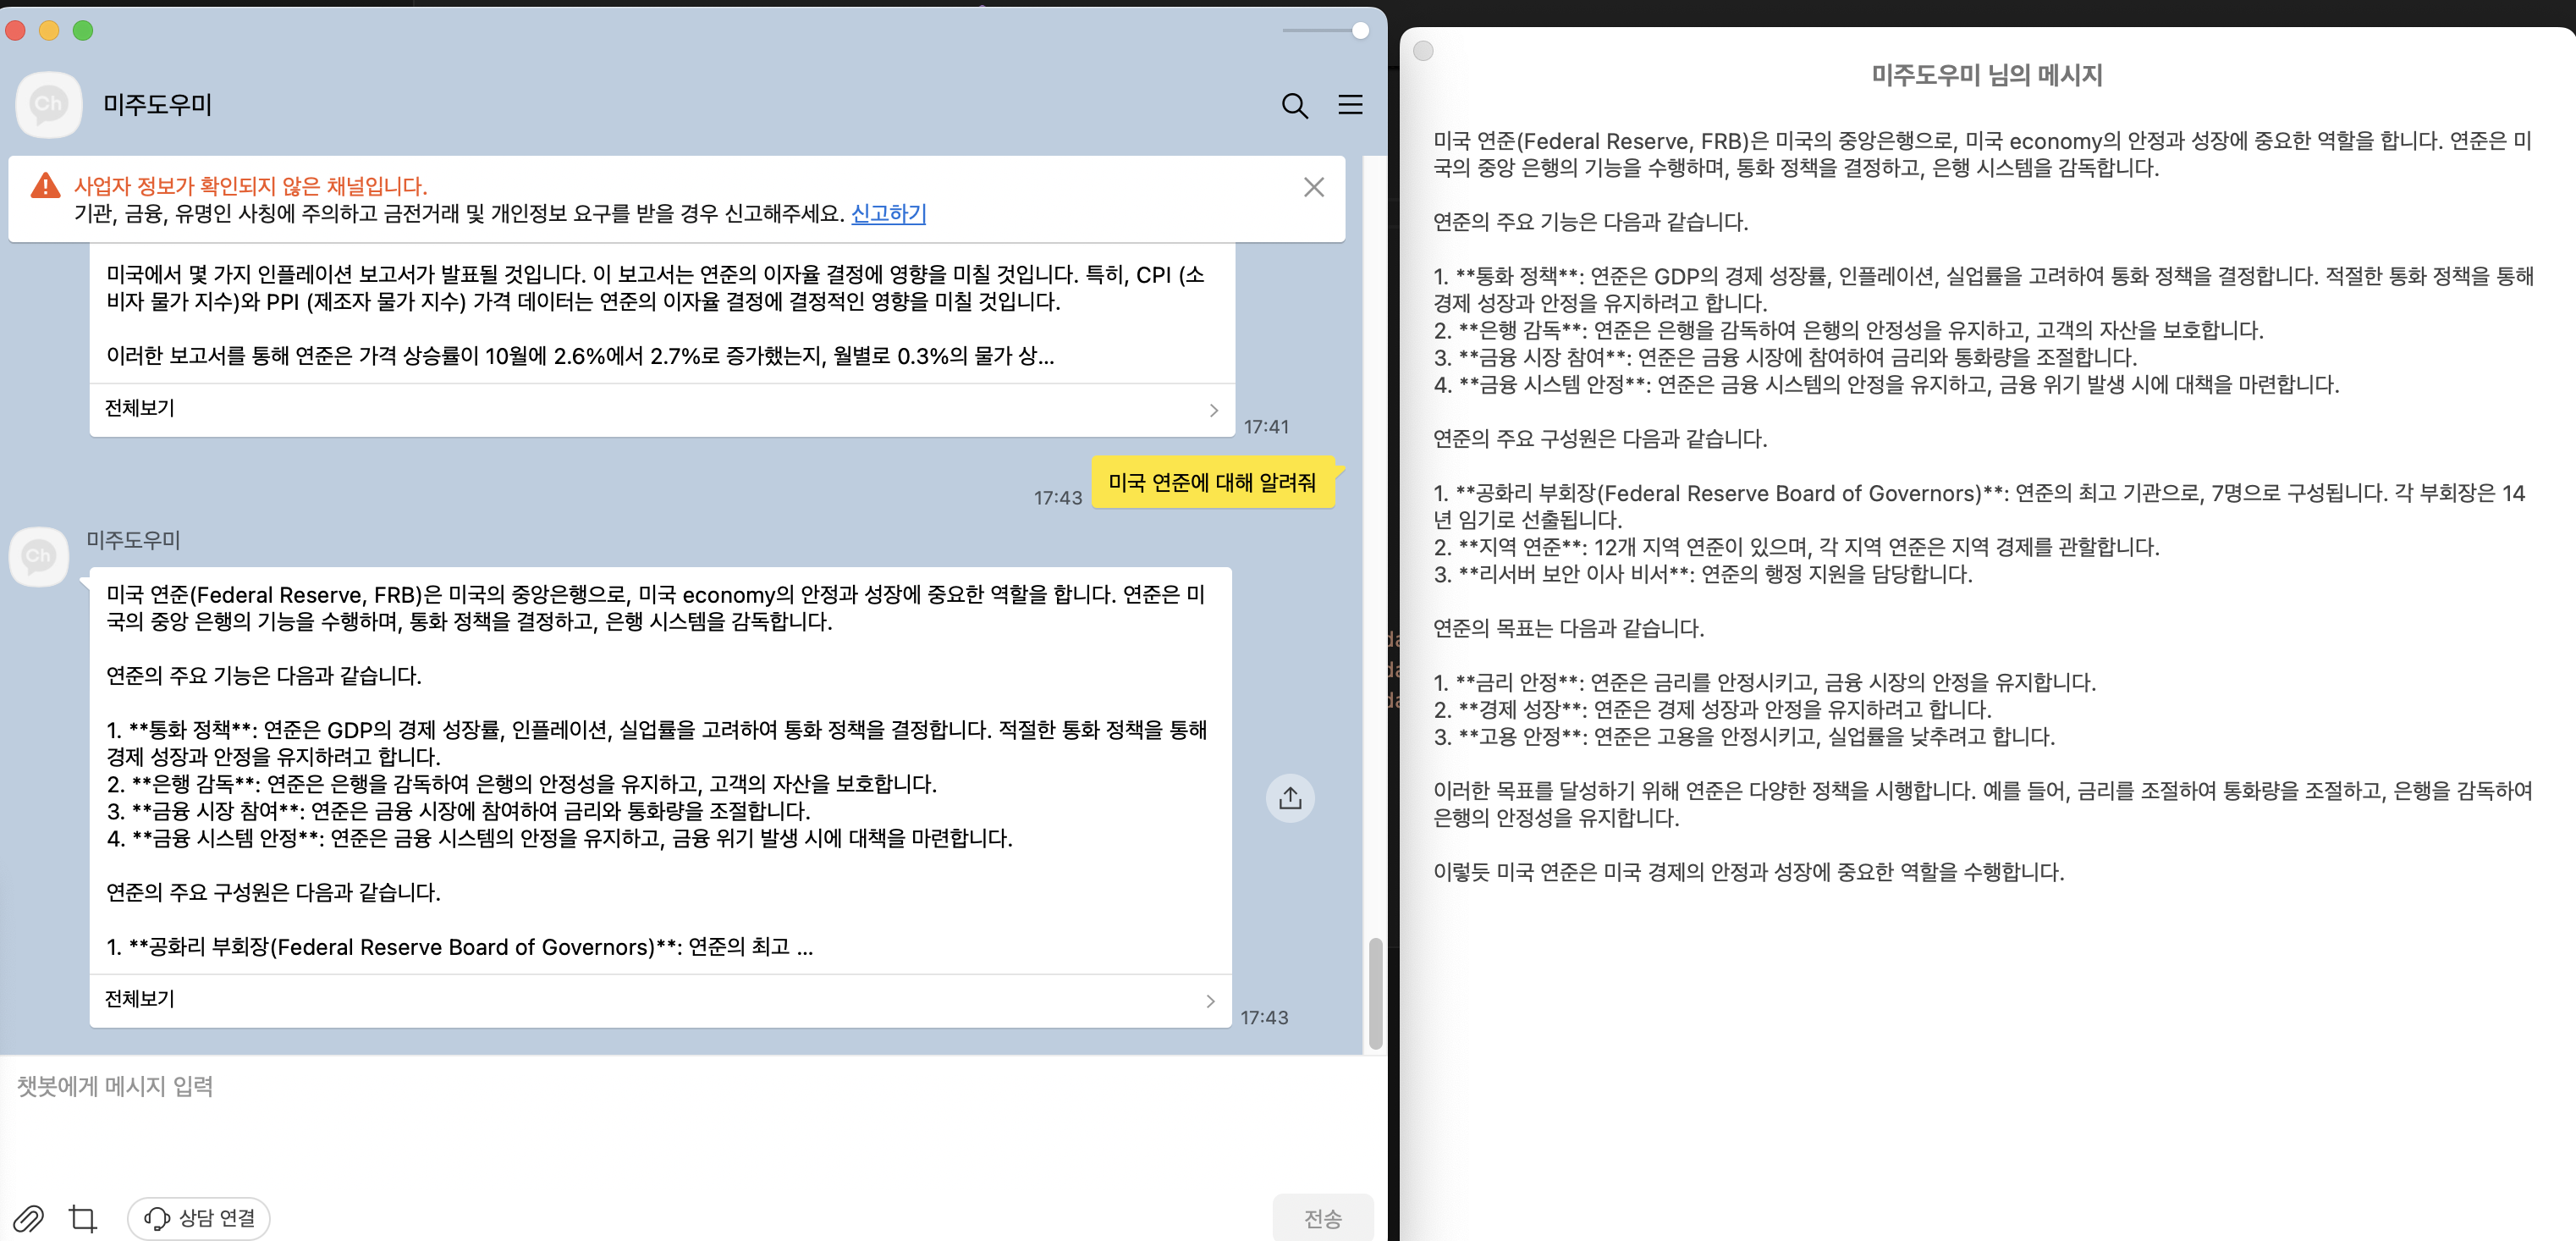 Ch
미주도우미
사업자 정보가 확인되지 않은 채널입니다.
기관, 금융, 유명인 사칭에 주의하고 금전거래 및 개인정보 요구를 받을 경우 신고해주세요. 신고하기
미국에서 몇 가지 인플레이션 보고서가 발표될 것입니다. 이 보고서는 연준의 이자율 결정에 영향을 미칠 것입니다. 특히, CPI (소
비자 물가 지수)와 PPI (제조자 물가 지수) 가격 데이터는 연준의 이자율 결정에 결정적인 영향을 미칠 것입니다.
이러한 보고서를 통해 연준은 가격 상승률이 10월에 2.6%에서 2.7%로 증가했는지, 월별로 0.3%의 물가 상...
전체보기
17:41
미국 연준에 대해 알려줘
17:43
Ch
미주도우미
미국 연준(Federal Reserve, FRB)은 미국의 중앙은행으로, 미국 economy의 안정과 성장에 중요한 역할을 합니다. 연준은 미
국의 중앙 은행의 기능을 수행하며, 통화 정책을 결정하고, 은행 시스템을 감독합니다.
연준의 주요 기능은 다음과 같습니다.
1. **통화 정책**: 연준은 GDP의 경제 성장률, 인플레이션, 실업률을 고려하여 통화 정책을 결정합니다. 적절한 통화 정책을 통해
경제 성장과 안정을 유지하려고 합니다.
2. **은행 감독**: 연준은 은행을 감독하여 은행의 안정성을 유지하고, 고객의 자산을 보호합니다.
3. **금융 시장 참여**: 연준은 금융 시장에 참여하여 금리와 통화량을 조절합니다.
4. **금융 시스템 안정**: 연준은 금융 시스템의 안정을 유지하고, 금융 위기 발생 시에 대책을 마련합니다.
연준의 주요 구성원은 다음과 같습니다.
1. **공화리 부회장(Federal Reserve Board of Governors)**: 연준의 최고 ...
전체보기
17:43
챗봇에게 메시지 입력
상담 연결
전송
미주도우미 님의 메시지
미국 연준(Federal Reserve, FRB)은 미국의 중앙은행으로, 미국 economy의 안정과 성장에 중요한 역할을 합니다. 연준은 미
국의 중앙 은행의 기능을 수행하며, 통화 정책을 결정하고, 은행 시스템을 감독합니다.
연준의 주요 기능은 다음과 같습니다.
1. **통화 정책**: 연준은 GDP의 경제 성장률, 인플레이션, 실업률을 고려하여 통화 정책을 결정합니다. 적절한 통화 정책을 통해
경제 성장과 안정을 유지하려고 합니다.
2. **은행 감독**: 연준은 은행을 감독하여 은행의 안정성을 유지하고, 고객의 자산을 보호합니다.
3. **금융 시장 참여**: 연준은 금융 시장에 참여하여 금리와 통화량을 조절합니다.
4. **금융 시스템 안정**: 연준은 금융 시스템의 안정을 유지하고, 금융 위기 발생 시에 대책을 마련합니다.
연준의 주요 구성원은 다음과 같습니다.
1. **공화리 부회장(Federal Reserve Board of Governors)**: 연준의 최고 기관으로, 7명으로 구성됩니다. 각 부회장은 14
년 임기로 선출됩니다.
2. **지역 연준**: 12개 지역 연준이 있으며, 각 지역 연준은 지역 경제를 관할합니다.
3. **리서버 보안 이사 비서**: 연준의 행정 지원을 담당합니다.
연준의 목표는 다음과 같습니다.
1. **금리 안정**: 연준은 금리를 안정시키고, 금융 시장의 안정을 유지합니다.
2. **경제 성장**: 연준은 경제 성장과 안정을 유지하려고 합니다.
3. **고용 안정**: 연준은 고용을 안정시키고, 실업률을 낮추려고 합니다.
이러한 목표를 달성하기 위해 연준은 다양한 정책을 시행합니다. 예를 들어, 금리를 조절하여 통화량을 조절하고, 은행을 감독하여
은행의 안정성을 유지합니다.
이렇듯 미국 연준은 미국 경제의 안정과 성장에 중요한 역할을 수행합니다.